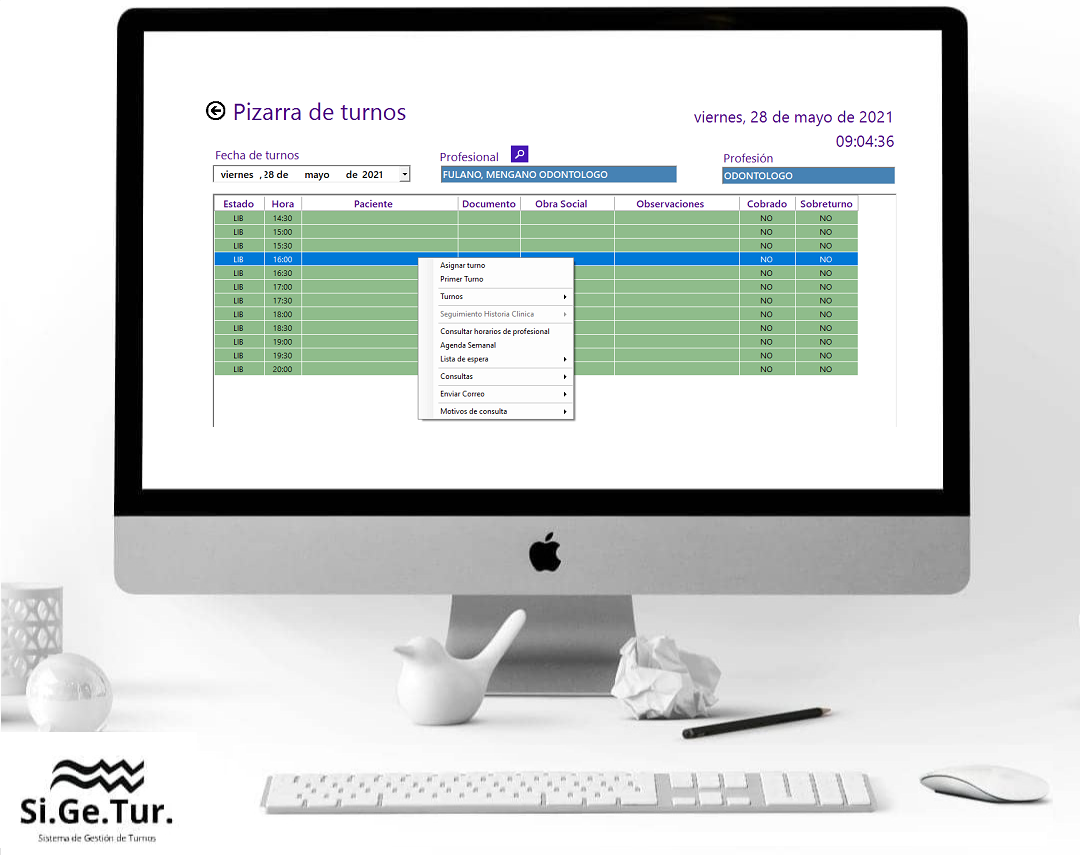 Pizarra de turnos
viernes, 28 de mayo de 2021
09:04:36
Fecha de turnos
Profesional
Profesión
viernes , 28 de mayo de 2021
FULANO, MENGANO ODONTOLOGO
ODONTOLOGO
Estado Hora Paciente Documento Obra Social Observaciones Cobrado Sobreturno
LIB 14:30 NO NO
LIB 15:00 NO NO
LIB 15:30 NO NO
LIB 16:00 NO NO
LIB 16:30 NO NO
LIB 17:00 NO NO
LIB 17:30 NO NO
LIB 18:00 NO NO
LIB 18:30 NO NO
LIB 19:00 NO NO
LIB 19:30 NO NO
LIB 20:00 NO NO
Asignar turno
Primer Turno
Turnos
Seguimiento Historia Clinica
Consultar horarios de profesional
Agenda Semanal
Lista de espera
Consultas
Enviar Correo
Motivos de consulta
Si.Ge.Tur.
Sistema de Gestión de Turnos